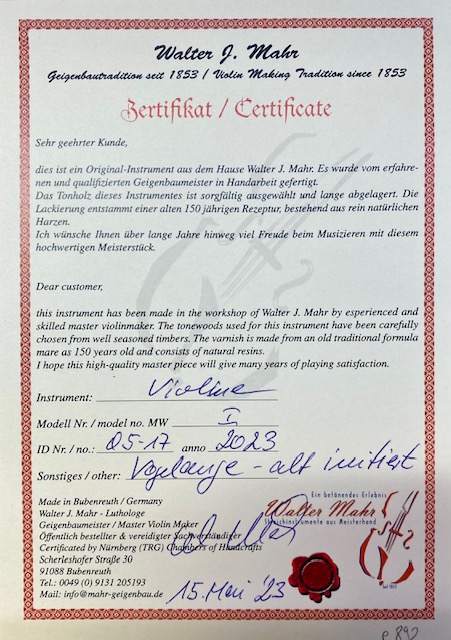 Walter J. Mahr
Geigenbautradition seit 1853 / Violin Making Tradition since 1853
Zertifikat / Certificate
Sehr geehrter Kunde,
dies ist ein Original-Instrument aus dem Hause Walter J. Mahr. Es wurde vom erfahre-
nen und qualifizierten Geigenbaumeister in Handarbeit gefertigt.
Das Tonholz dieses Instrumentes ist sorgfältig ausgewählt und lange abgelagert. Die
Lackierung entstammt einer alten 150 jährigen Rezeptur, bestehend aus rein natürlichen
Harzen.
Ich wünsche Ihnen über lange Jahre hinweg viel Freude beim Musizieren mit diesem
hochwertigen Meisterstück.
Dear customer,
this instrument has been made in the workshop of Walter J. Mahr by esperienced and
skilled master violinmaker. The tonewoods used for this instrument have been carefully
chosen from well seasoned timbers. The varnish is made from an old traditional formula
mare as 150 years old and consists of natural resins.
I hope this high-quality master piece will give many years of playing satisfaction.
Instrument: Violine
Modell Nr. / model no. MW I
ID Nr. / no.: 05-17 anno 2023
Sonstiges / other: Vogelauge - alt imitiert
Made in Bubenreuth / Germany
Walter J. Mahr - Luthologe
Geigenbaumeister / Master Violin Maker
Öffentlich bestellter & vereidigter Sachverständiger
Certificated by Nürnberg (TRG) Chambers of Handcrafts
Scherleshofer Straße 30
91088 Bubenreuth
Tel.: 0049 (0) 9131 205193
Mail: info@mahr-geigenbau.de
15. Mai '23
Ein betönendes Erlebnis
Walter Mahr
Streichinstrumente aus Meisterhand
Seit 1853